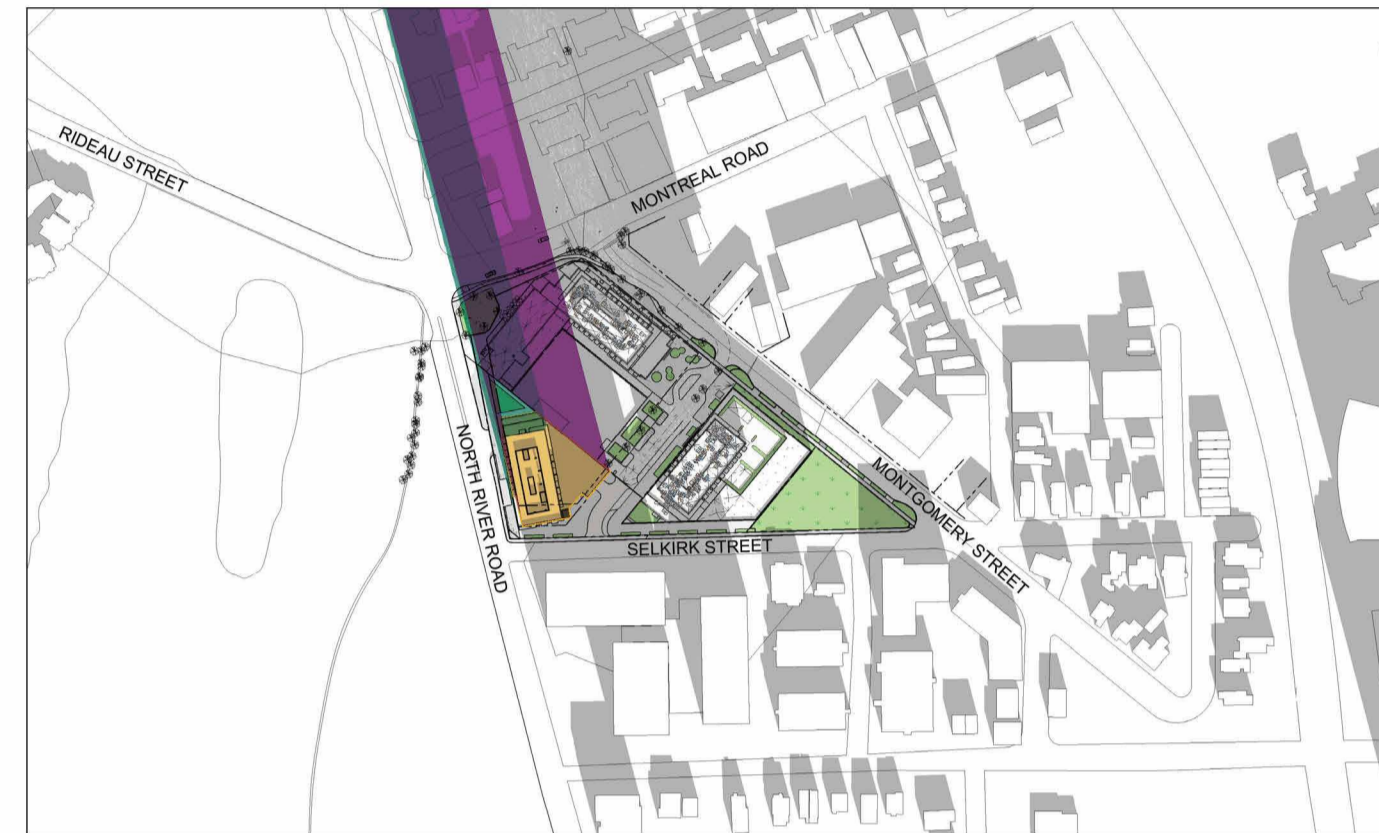 RIDEAU STREET
MONTREAL ROAD
NORTH RIVER ROAD
MONTGOMERY STREET
SELKIRK STREET